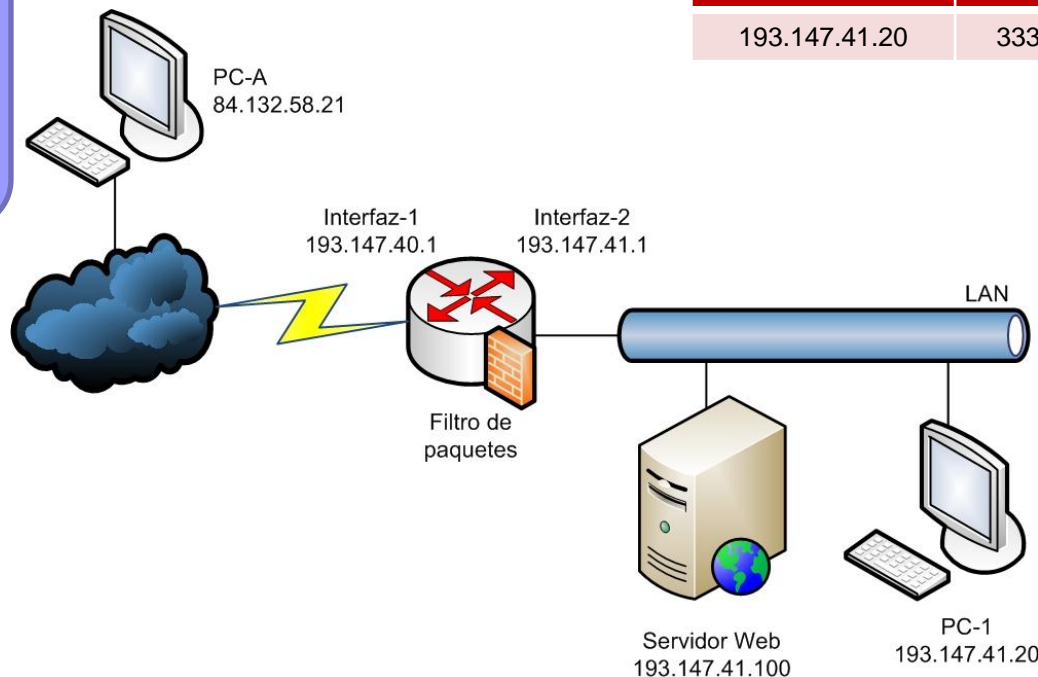 193.147.41.20
333
PC-A
84.132.58.21
Interfaz-1
193.147.40.1
Interfaz-2
193.147.41.1
LAN
Filtro de
paquetes
Servidor Web
193.147.41.100
PC-1
193.147.41.20